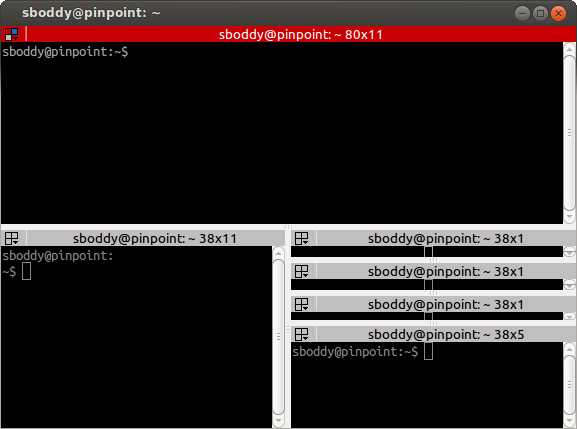 sboddy@pinpoint: ~
sboddy@pinpoint: ~ 80x11
sboddy@pinpoint:~$
sboddy@pinpoint: ~ 38x11
sboddy@pinpoint:
~$
sboddy@pinpoint: ~ 38x1
sboddy@pinpoint: ~ 38x1
sboddy@pinpoint: ~ 38x1
sboddy@pinpoint: ~ 38x5
sboddy@pinpoint:~$